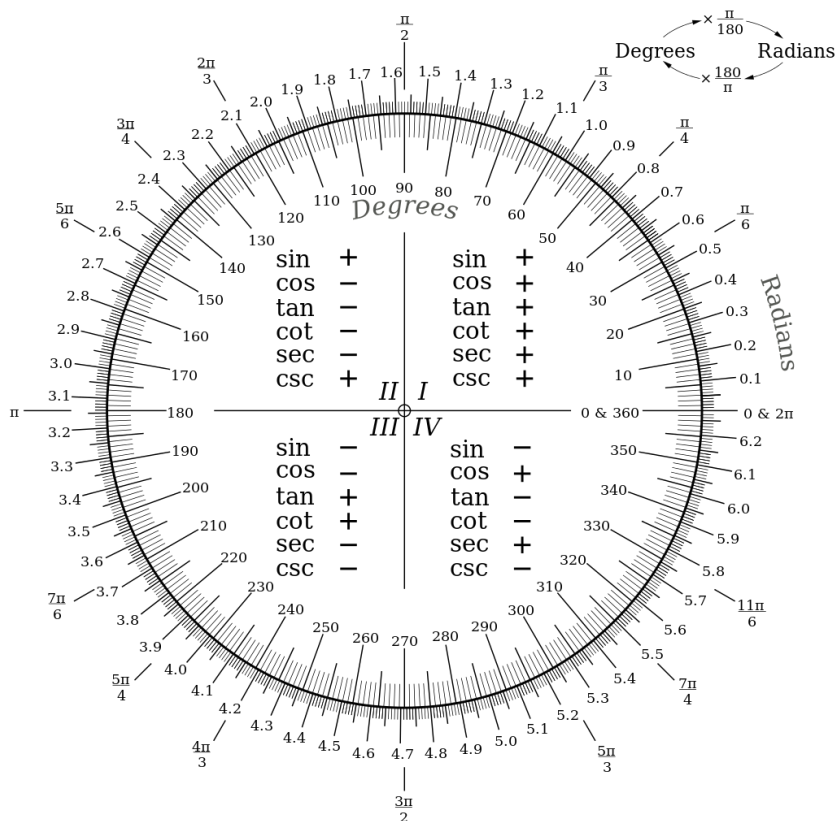 π/2
× π/180
Degrees Radians
× 180/π
2π/3
π/3
3π/4
π/4
5π/6
π/6
1.6 1.5
1.7 1.4
1.8 1.3
1.9 1.2
2.0 1.1
2.1 1.0
2.2 0.9
2.3 0.8
2.4 0.7
2.5 0.6
2.6 0.5
2.7 0.4
2.8 0.3
2.9 0.2
3.0 0.1
3.1
90
100 80
110 70
120 60
130 50
140 40
150 30
160 20
170 10
Degrees
Radians
sin + sin +
cos − cos +
tan − tan +
cot − cot +
sec − sec +
csc + csc +
II I
π 180 0 & 360 0 & 2π
III IV
sin − sin −
cos − cos +
tan + tan −
cot + cot −
sec − sec +
csc − csc −
190 350
200 340
210 330
220 320
230 310
240 300
250 290
260 280
270
3.2 6.2
3.3 6.1
3.4 6.0
3.5 5.9
3.6 5.8
3.7 5.7
3.8 5.6
3.9 5.5
4.0 5.4
4.1 5.3
4.2 5.2
4.3 5.1
4.4 5.0
4.5 4.9
4.6 4.7 4.8
7π/6
11π/6
5π/4
7π/4
4π/3
5π/3
3π/2